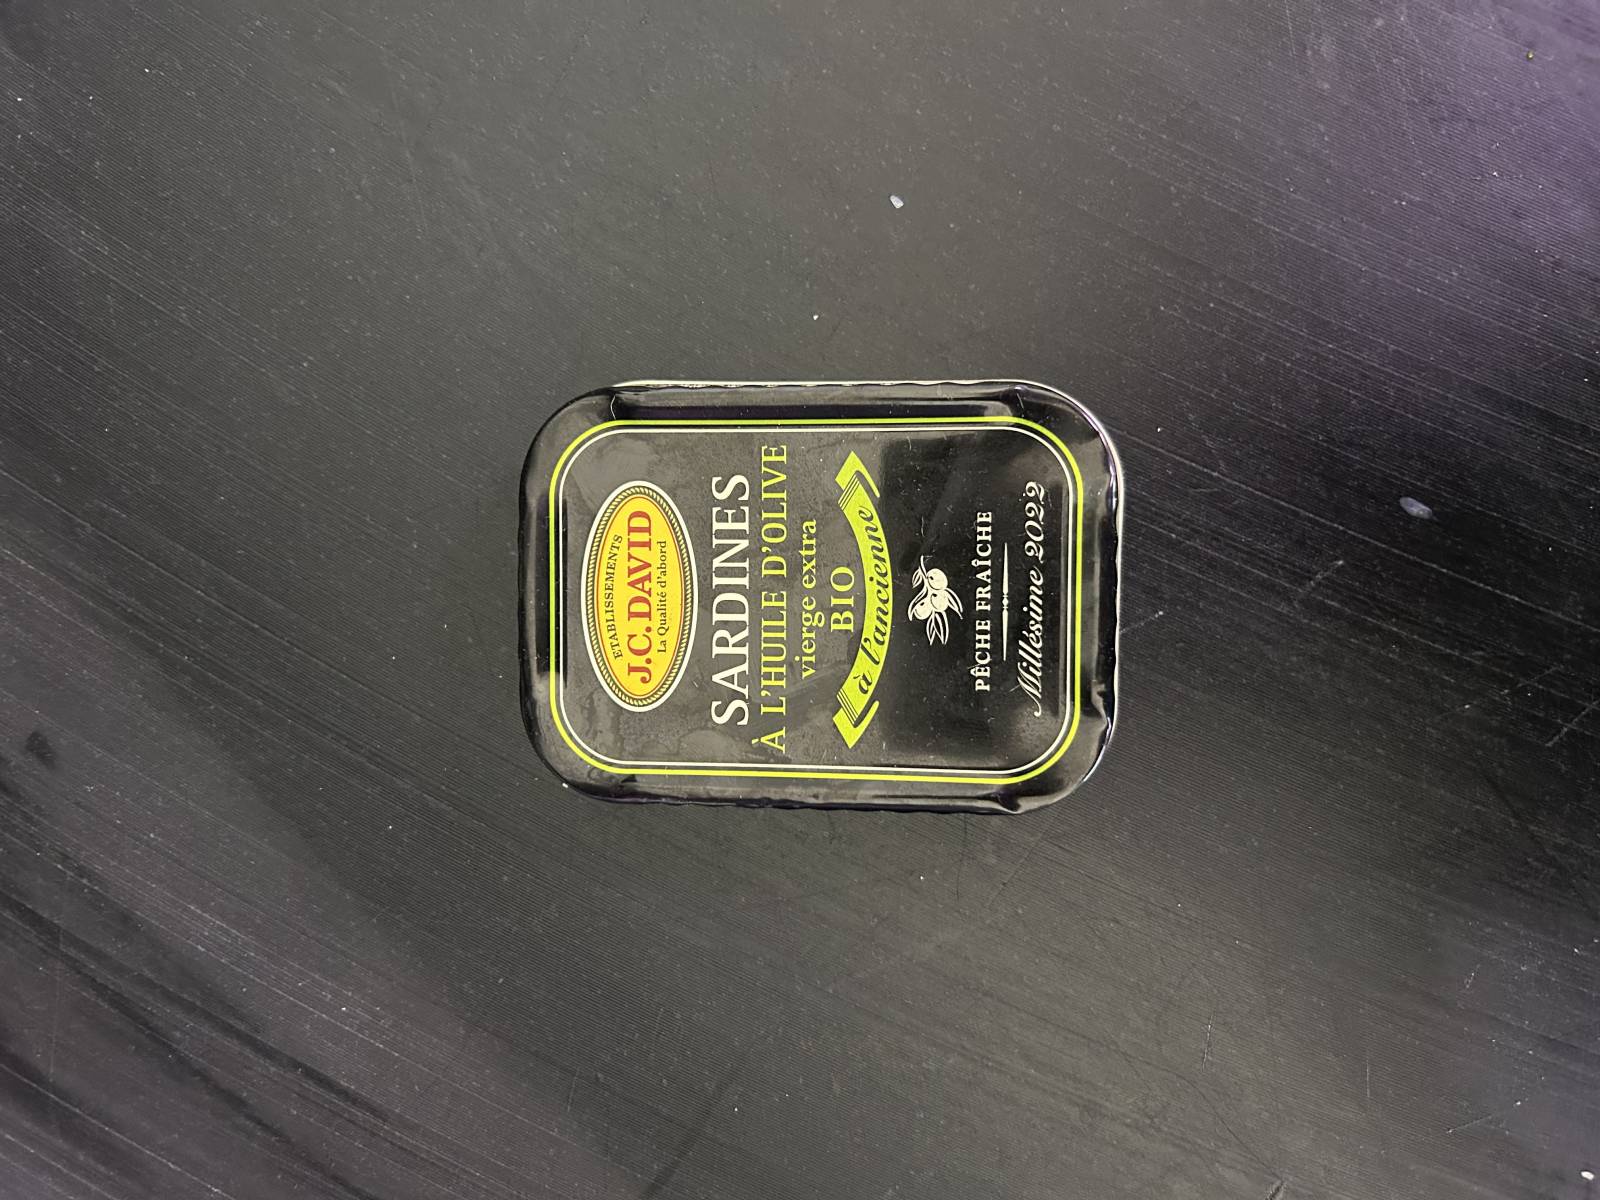 ETABLISSEMENTS
J.C.DAVID
La Qualité d'abord
SARDINES
À L'HUILE D'OLIVE
vierge extra
BIO
à l'ancienne
PÊCHE FRAÎCHE
Millésime 2022